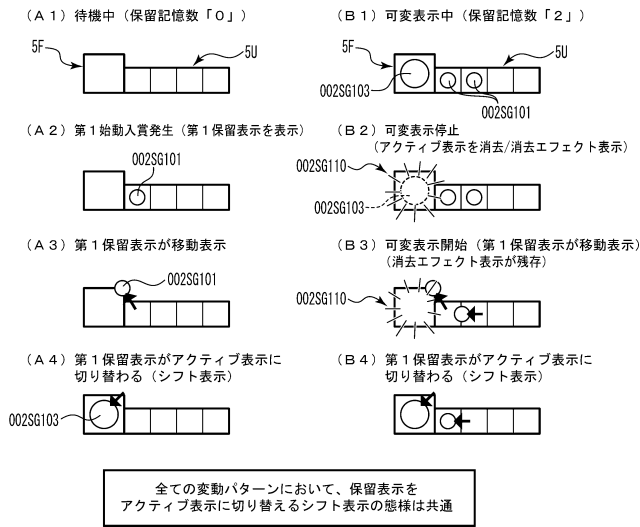 (A1)待機中(保留記憶数「0」)
5F
5U
(A2)第1始動入賞発生(第1保留表示を表示)
002SG101
(A3)第1保留表示が移動表示
002SG101
(A4)第1保留表示がアクティブ表示に
切り替わる(シフト表示)
002SG103
(B1)可変表示中(保留記憶数「2」)
5F
5U
002SG103
002SG101
(B2)可変表示停止
(アクティブ表示を消去/消去エフェクト表示)
002SG110
002SG103
(B3)可変表示開始(第1保留表示が移動表示)
(消去エフェクト表示が残存)
002SG110
(B4)第1保留表示がアクティブ表示に
切り替わる(シフト表示)
全ての変動パターンにおいて、保留表示を
アクティブ表示に切り替えるシフト表示の態様は共通